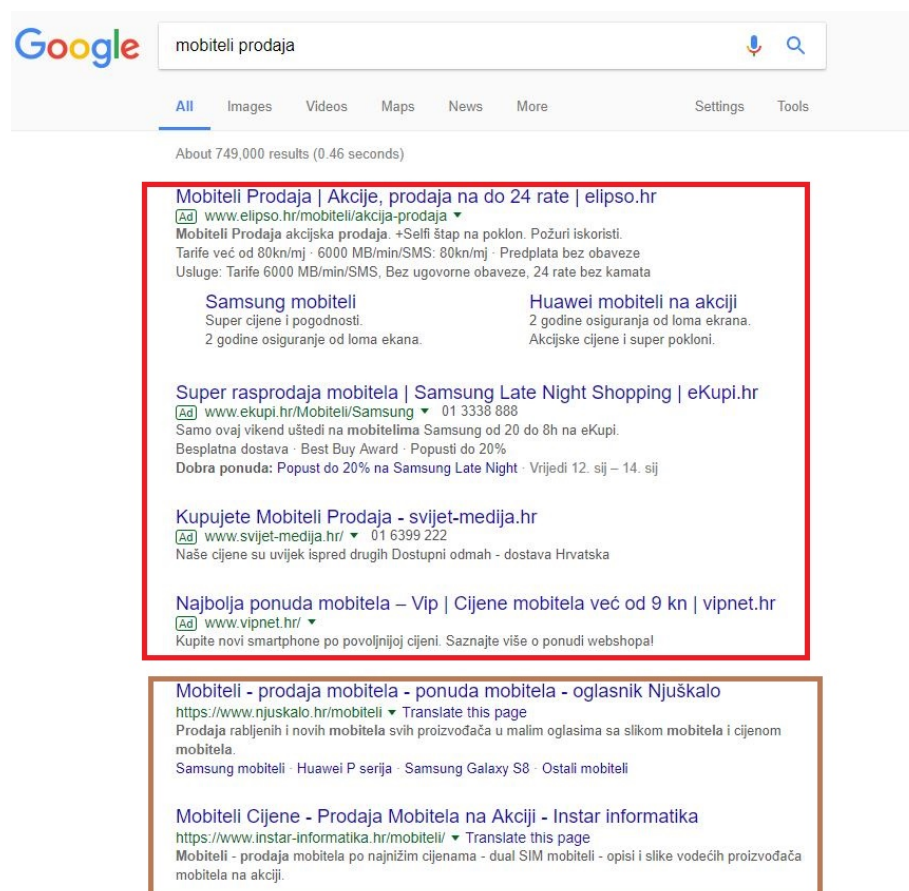 Google
mobiteli prodaja
All Images Videos Maps News More Settings Tools
About 749,000 results (0.46 seconds)
Mobiteli Prodaja | Akcije, prodaja na do 24 rate | elipso.hr
Ad www.elipso.hr/mobiteli/akcija-prodaja
Mobiteli Prodaja akcijska prodaja. +Selfi štap na poklon. Požuri iskoristi.
Tarife već od 80kn/mj · 6000 MB/min/SMS: 80kn/mj · Predplata bez obaveze
Usluge: Tarife 6000 MB/min/SMS, Bez ugovorne obaveze, 24 rate bez kamata
Samsung mobiteli
Super cijene i pogodnosti.
2 godine osiguranje od loma ekana.
Huawei mobiteli na akciji
2 godine osiguranja od loma ekrana.
Akcijske cijene i super pokloni.
Super rasprodaja mobitela | Samsung Late Night Shopping | eKupi.hr
Ad www.ekupi.hr/Mobiteli/Samsung 01 3338 888
Samo ovaj vikend uštedi na mobitelima Samsung od 20 do 8h na eKupi.
Besplatna dostava · Best Buy Award · Popusti do 20%
Dobra ponuda: Popust do 20% na Samsung Late Night · Vrijedi 12. sij – 14. sij
Kupujete Mobiteli Prodaja - svijet-medija.hr
Ad www.svijet-medija.hr/ 01 6399 222
Naše cijene su uvijek ispred drugih Dostupni odmah - dostava Hrvatska
Najbolja ponuda mobitela – Vip | Cijene mobitela već od 9 kn | vipnet.hr
Ad www.vipnet.hr/
Kupite novi smartphone po povoljnijoj cijeni. Saznajte više o ponudi webshopa!
Mobiteli - prodaja mobitela - ponuda mobitela - oglasnik Njuškalo
https://www.njuskalo.hr/mobiteli Translate this page
Prodaja rabljenih i novih mobitela svih proizvođača u malim oglasima sa slikom mobitela i cijenom
mobitela.
Samsung mobiteli · Huawei P serija · Samsung Galaxy S8 · Ostali mobiteli
Mobiteli Cijene - Prodaja Mobitela na Akciji - Instar informatika
https://www.instar-informatika.hr/mobiteli/ Translate this page
Mobiteli - prodaja mobitela po najnižim cijenama - dual SIM mobiteli - opisi i slike vodećih proizvođača
mobitela na akciji.